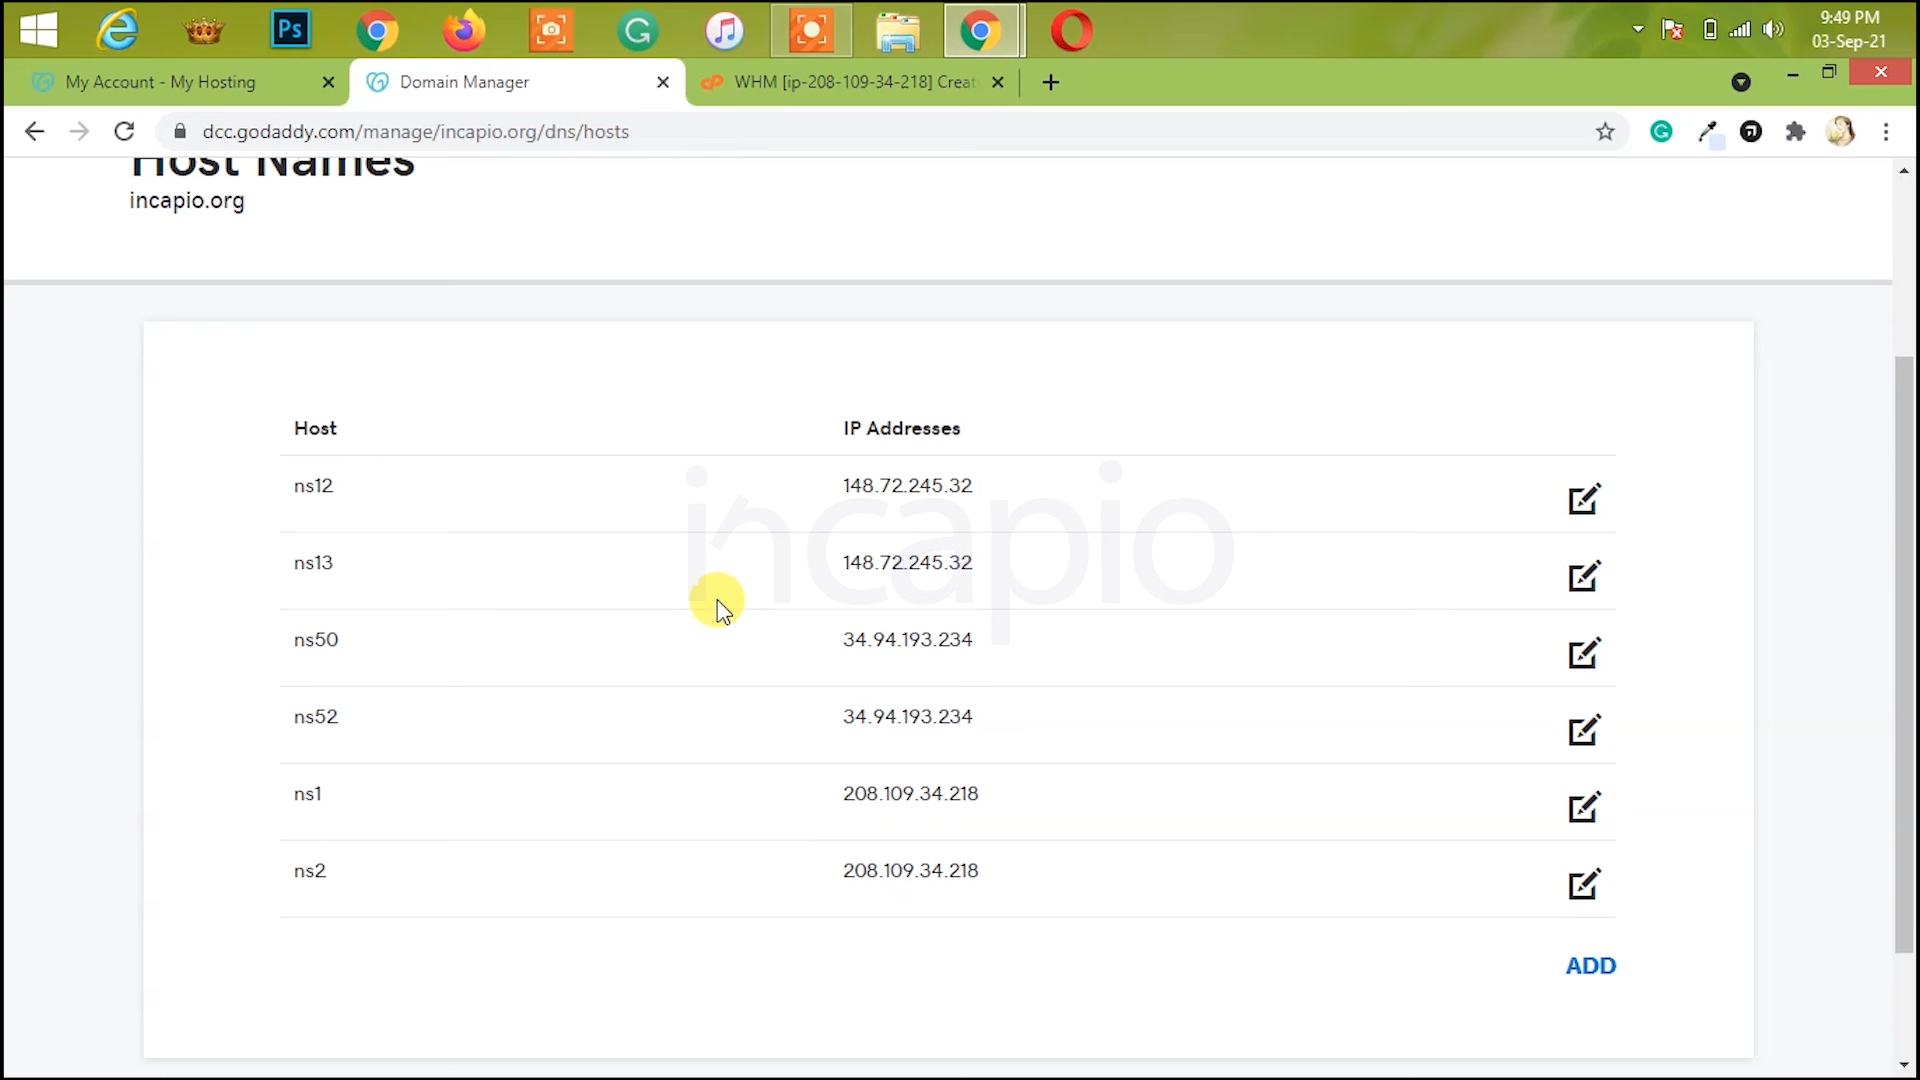 Ps
9:49 PM
03-Sep-21
My Account - My Hosting
Domain Manager
WHM [ip-208-109-34-218] Creat
dcc.godaddy.com/manage/incapio.org/dns/hosts
Host Names
incapio.org
Host IP Addresses
ns12 148.72.245.32
ns13 148.72.245.32
ns50 34.94.193.234
ns52 34.94.193.234
ns1 208.109.34.218
ns2 208.109.34.218
incapio
ADD